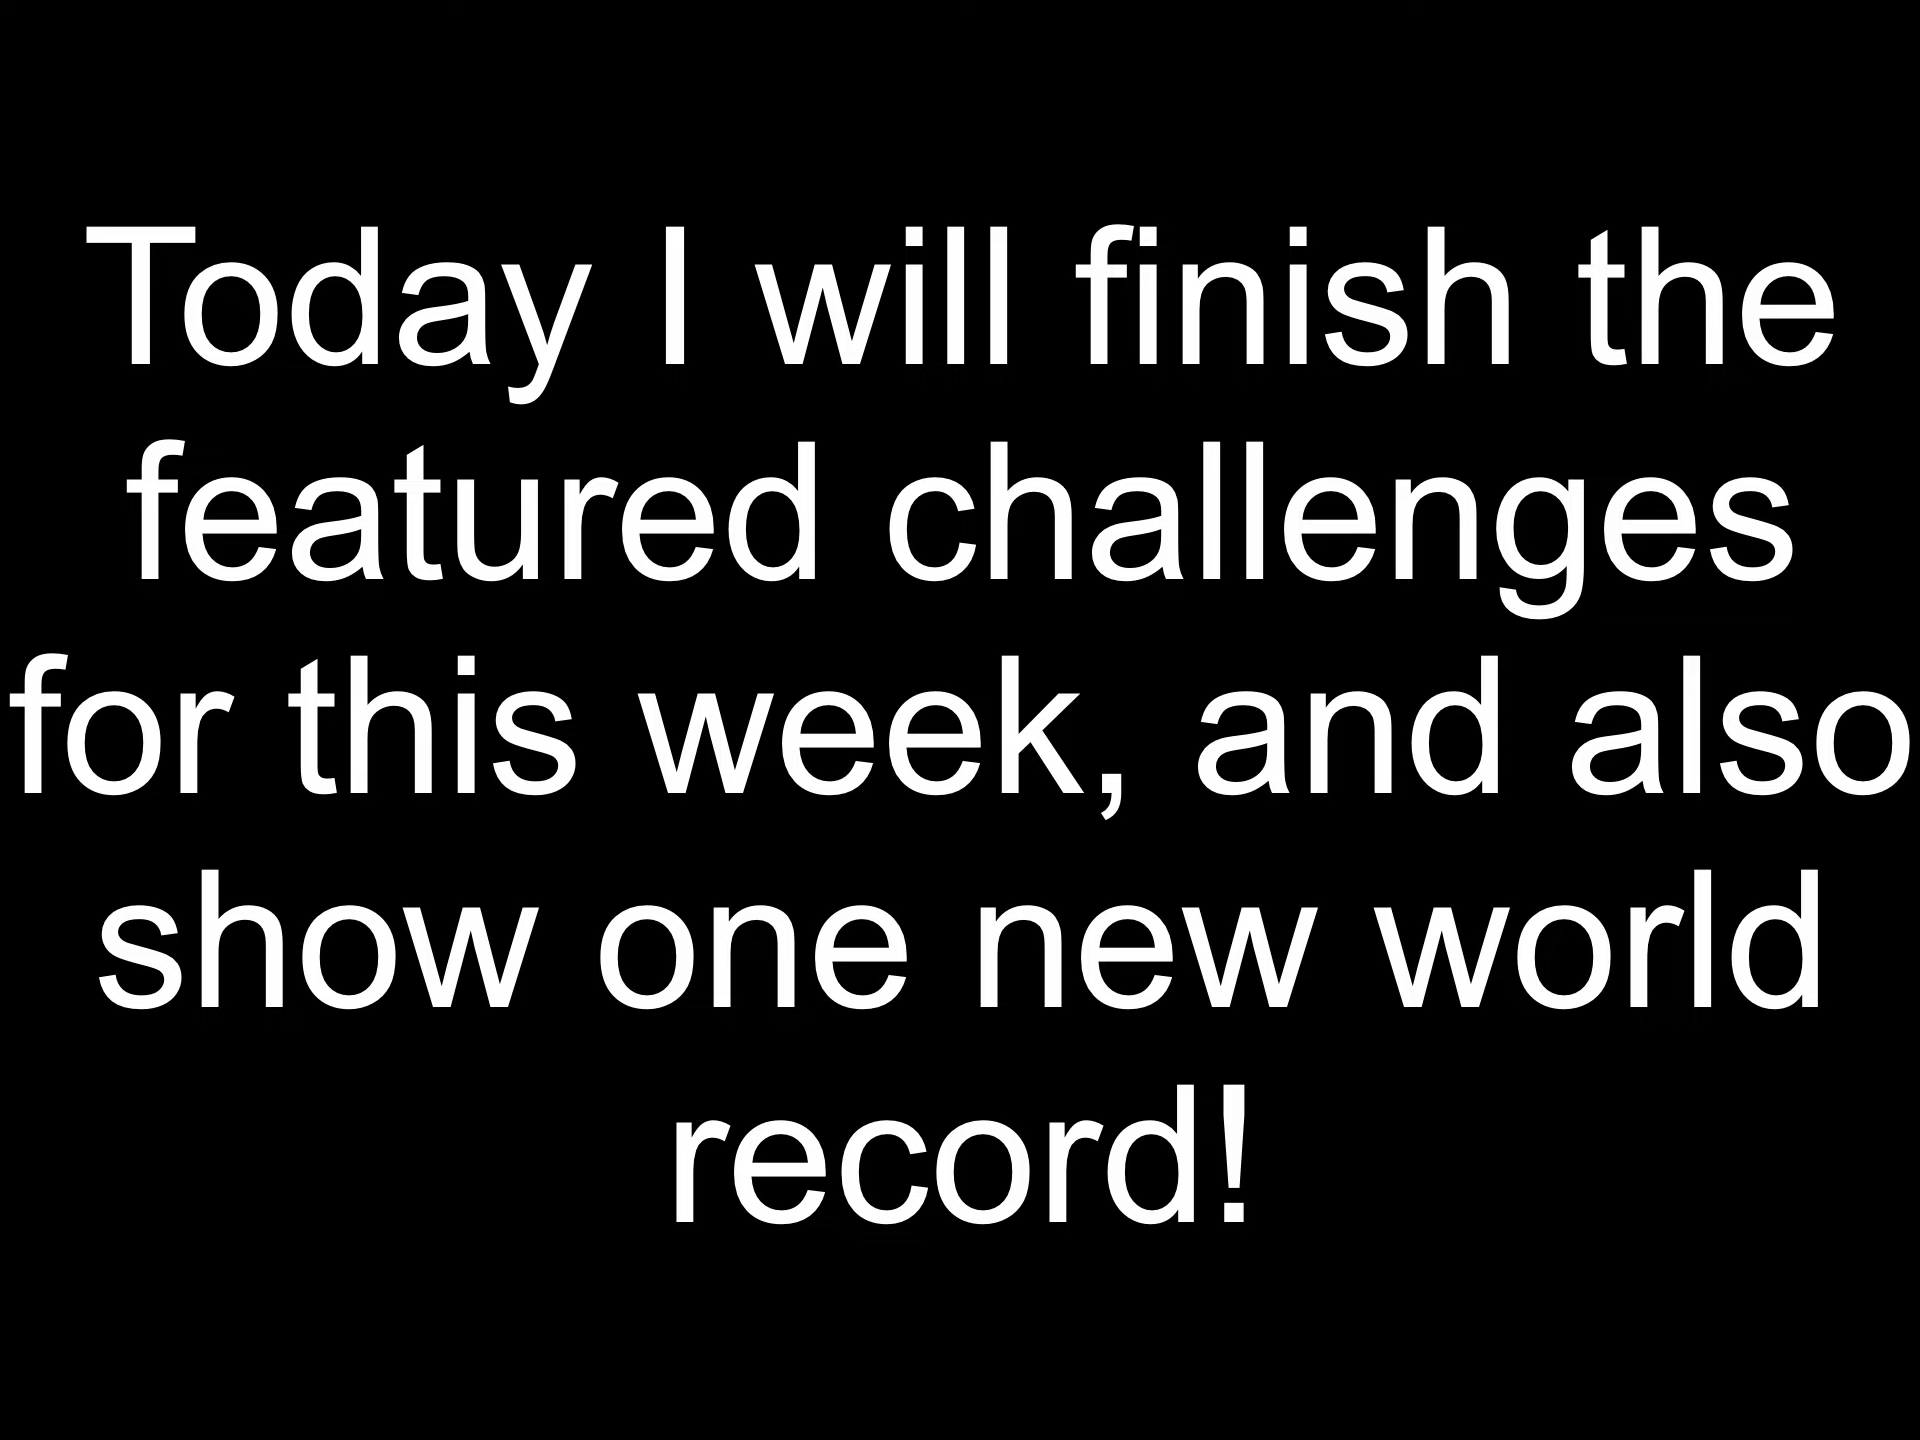 Today I will finish the
featured challenges
for this week, and also
show one new world
record!